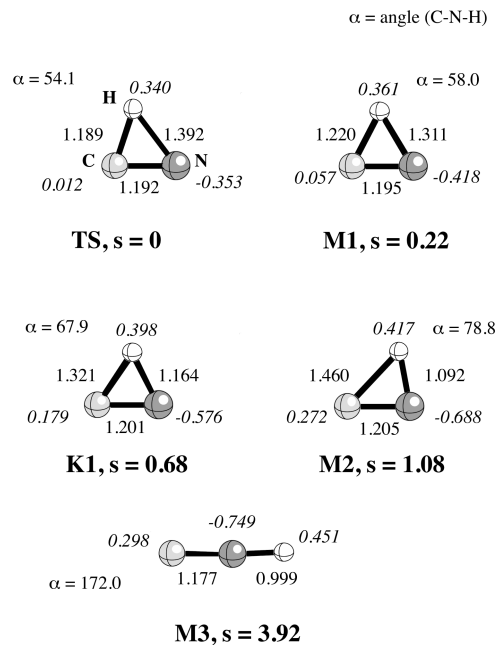 α = angle (C-N-H)
α = 54.1
0.340
H
1.189
1.392
C
N
0.012
1.192
-0.353
TS, s = 0
0.361
α = 58.0
1.220
1.311
0.057
1.195
-0.418
M1, s = 0.22
α = 67.9
0.398
1.321
1.164
0.179
1.201
-0.576
K1, s = 0.68
0.417
α = 78.8
1.460
1.092
0.272
1.205
-0.688
M2, s = 1.08
-0.749
0.298
0.451
α = 172.0
1.177
0.999
M3, s = 3.92